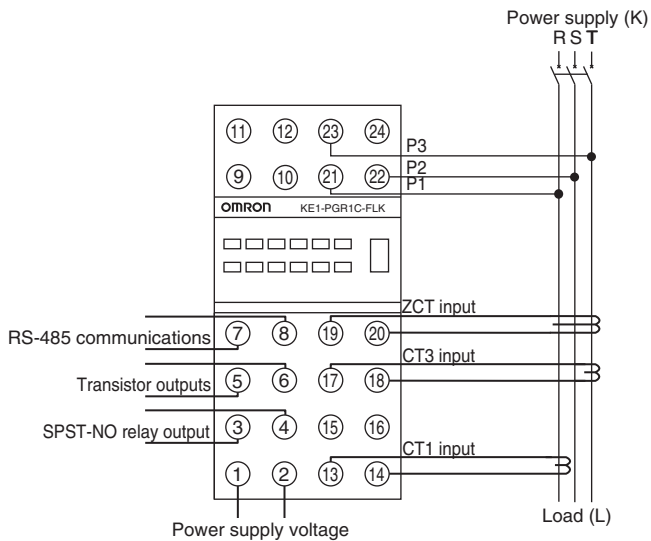 Power supply (K)
R S T
11 12 23 24
P3
P2
9 10 21 22
P1
OMRON KE1-PGR1C-FLK
ZCT input
RS-485 communications 7 8 19 20
CT3 input
Transistor outputs 5 6 17 18
SPST-NO relay output 3 4 15 16
CT1 input
1 2 13 14
Load (L)
Power supply voltage